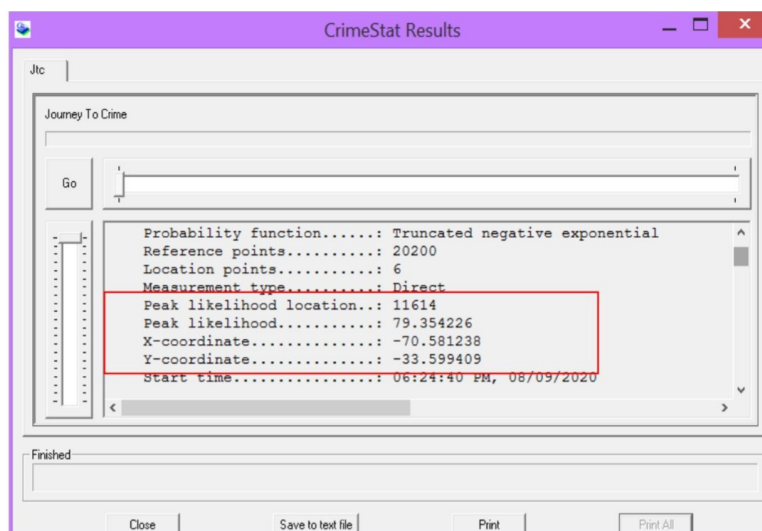 CrimeStat Results
Jtc
Journey To Crime
Go
Probability function......: Truncated negative exponential
Reference points..........: 20200
Location points...........: 6
Measurement type..........: Direct
Peak likelihood location..: 11614
Peak likelihood...........: 79.354226
X-coordinate..............: -70.581238
Y-coordinate..............: -33.599409
Start time................: 06:24:40 PM, 08/09/2020
Finished
Close
Save to text file
Print
Print All